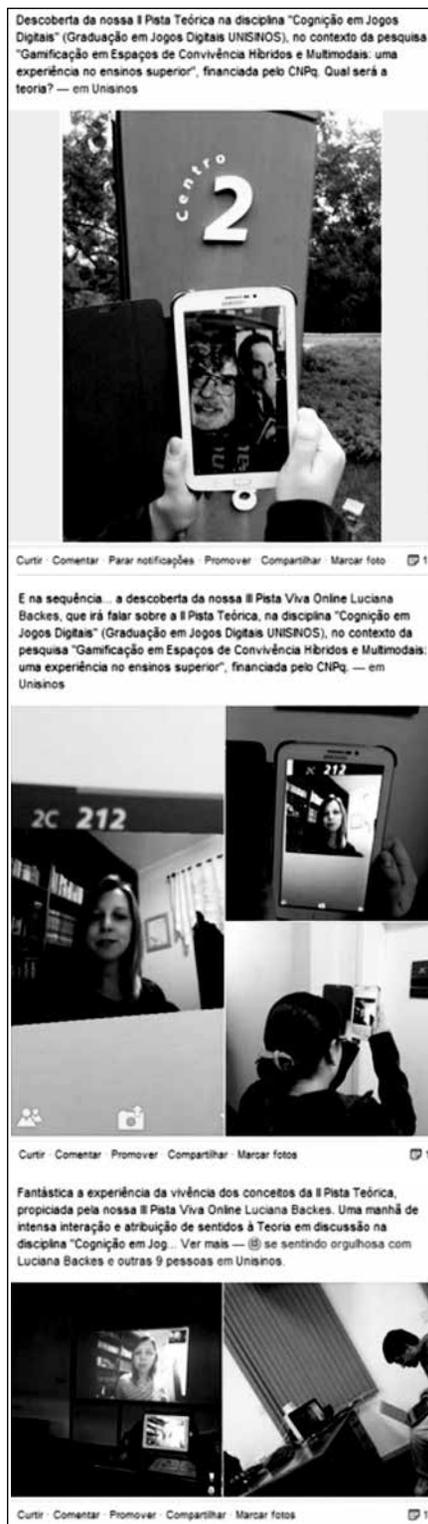 Descoberta da nossa II Pista Teórica na disciplina "Cognição em Jogos
Digitais" (Graduação em Jogos Digitais UNISINOS), no contexto da pesquisa
"Gamificação em Espaços de Convivência Híbridos e Multimodais: uma
experiência no ensinos superior", financiada pelo CNPq. Qual será a
teoria? — em Unisinos
Centro
2
SAMSUNG
Curtir · Comentar · Parar notificações · Promover · Compartilhar · Marcar foto 1
E na sequência... a descoberta da nossa III Pista Viva Online Luciana
Backes, que irá falar sobre a II Pista Teórica, na disciplina "Cognição em
Jogos Digitais" (Graduação em Jogos Digitais UNISINOS), no contexto da
pesquisa "Gamificação em Espaços de Convivência Híbridos e Multimodais:
uma experiência no ensinos superior", financiada pelo CNPq. — em
Unisinos
2C 212
2C 212
Curtir · Comentar · Promover · Compartilhar · Marcar fotos 1
Fantástica a experiência da vivência dos conceitos da II Pista Teórica,
propiciada pela nossa III Pista Viva Online Luciana Backes. Uma manhã de
intensa interação e atribuição de sentidos à Teoria em discussão na
disciplina "Cognição em Jog... Ver mais — se sentindo orgulhosa com
Luciana Backes e outras 9 pessoas em Unisinos.
Curtir · Comentar · Promover · Compartilhar · Marcar fotos 1